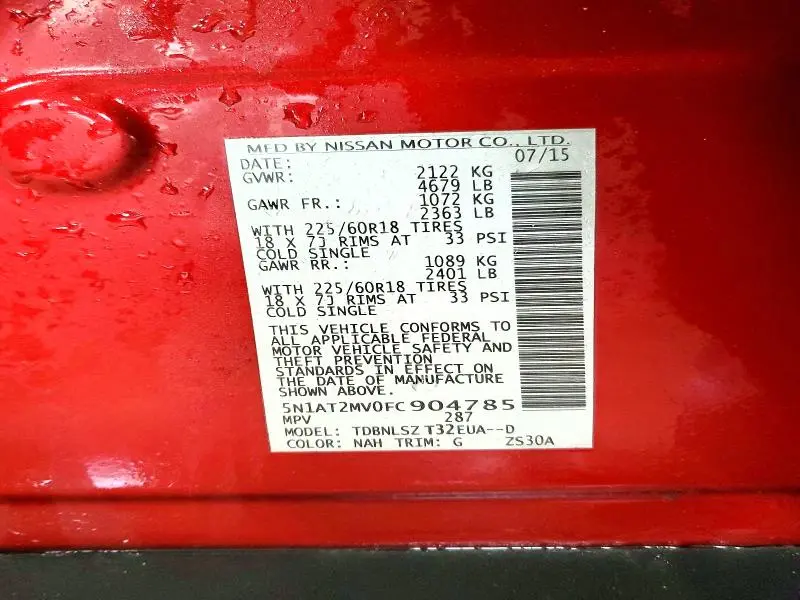 MFD BY NISSAN MOTOR CO., LTD.
DATE: 07/15
GVWR: 2122 KG
4679 LB
GAWR FR.: 1072 KG
2363 LB
WITH 225/60R18 TIRES
18 X 7J RIMS AT 33 PSI
COLD SINGLE
GAWR RR.: 1089 KG
2401 LB
WITH 225/60R18 TIRES
18 X 7J RIMS AT 33 PSI
COLD SINGLE
THIS VEHICLE CONFORMS TO
ALL APPLICABLE FEDERAL
MOTOR VEHICLE SAFETY AND
THEFT PREVENTION
STANDARDS IN EFFECT ON
THE DATE OF MANUFACTURE
SHOWN ABOVE.
5N1AT2MV0FC904785
MPV 287
MODEL: TDBNLSZ T32EUA--D
COLOR: NAH TRIM: G ZS30A